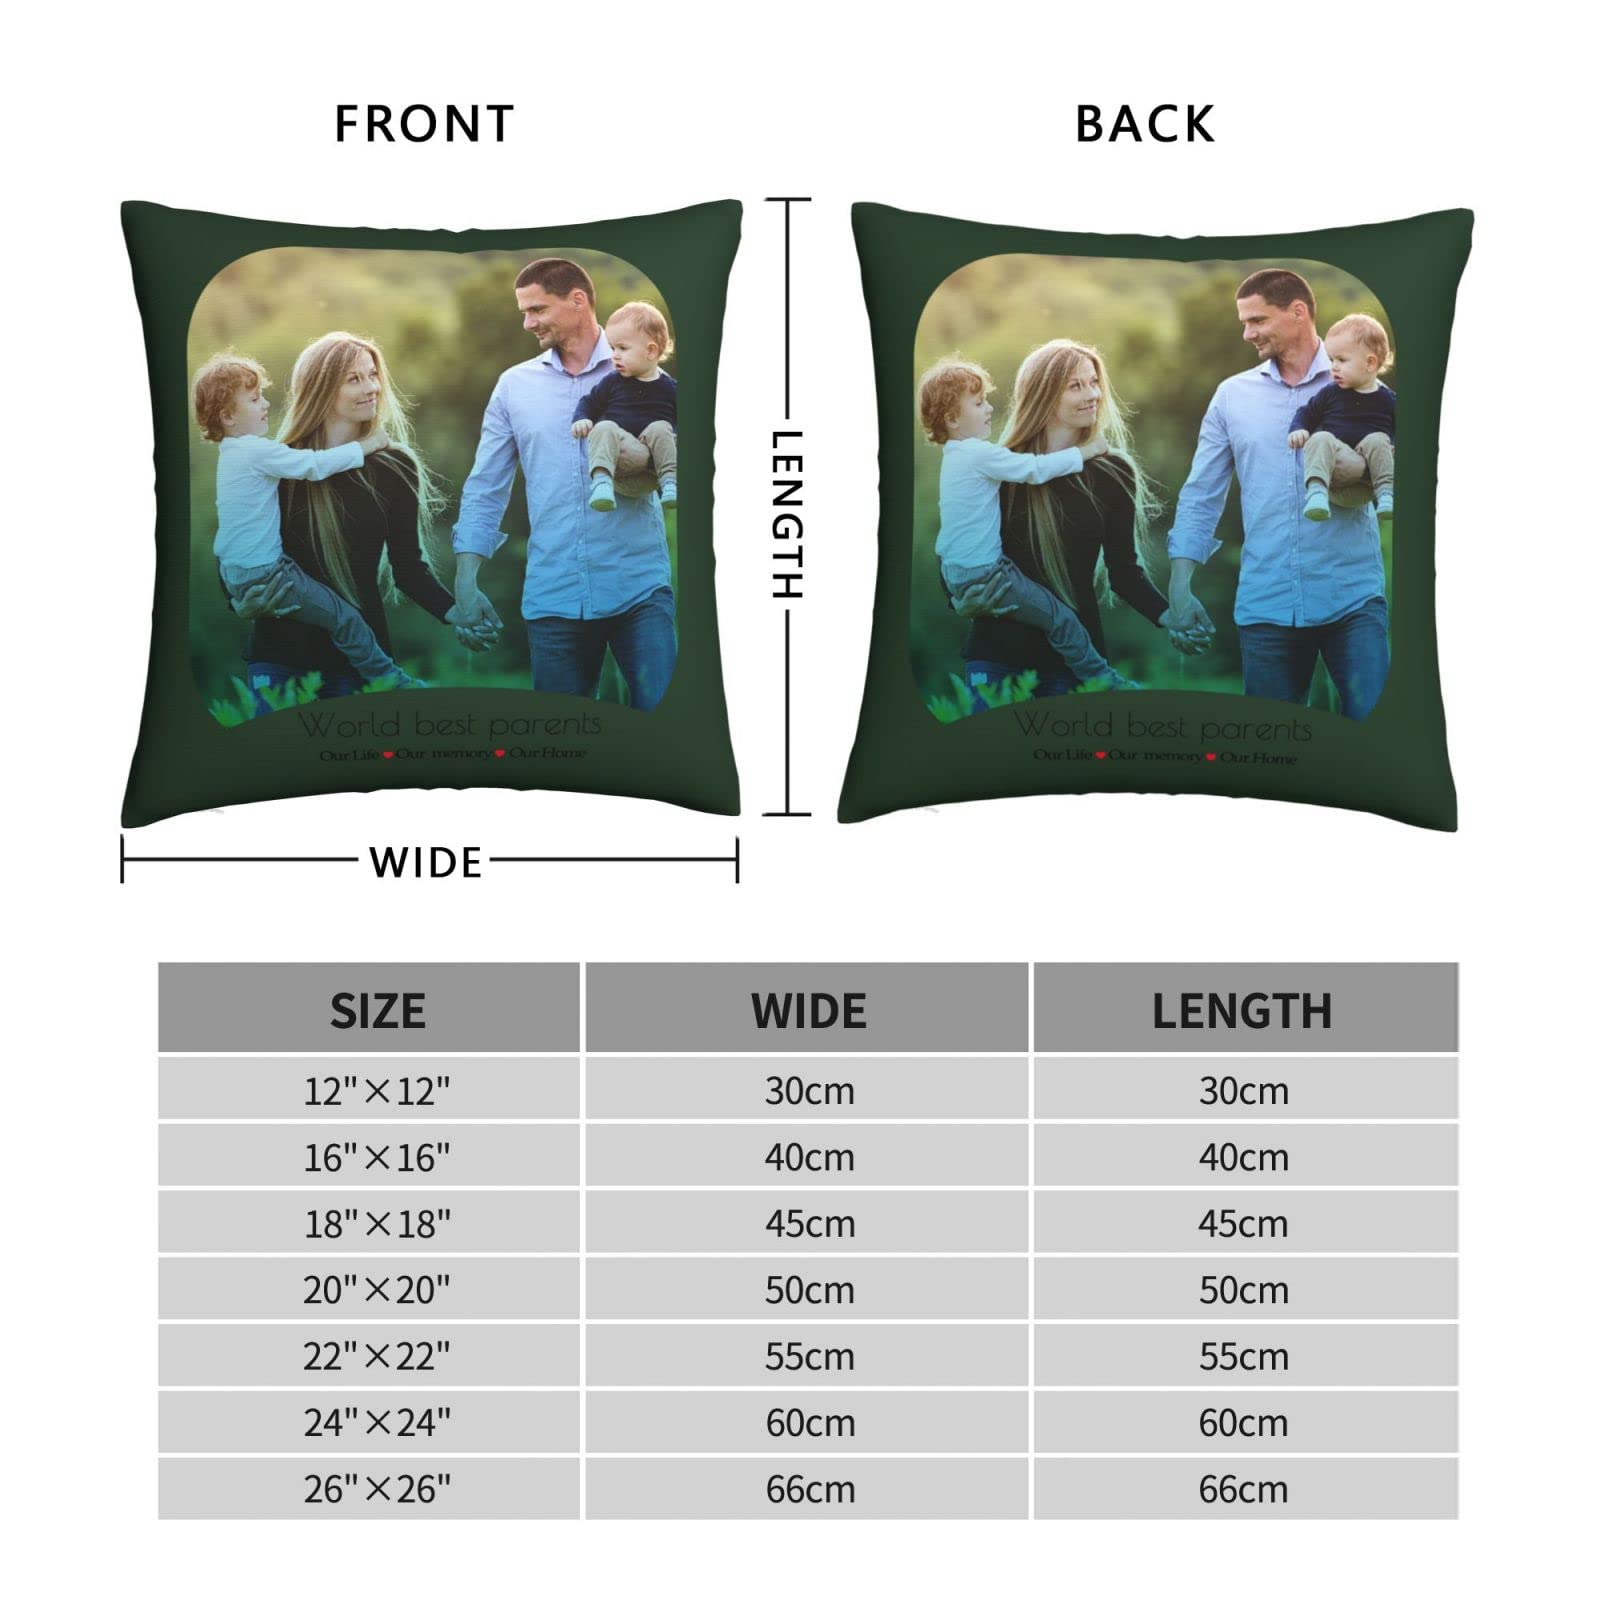 FRONT
BACK
LENGTH
World best parents
Our Life ❤ Our memory ❤ Our Home
World best parents
Our Life ❤ Our memory ❤ Our Home
WIDE
SIZE WIDE LENGTH
12"×12" 30cm 30cm
16"×16" 40cm 40cm
18"×18" 45cm 45cm
20"×20" 50cm 50cm
22"×22" 55cm 55cm
24"×24" 60cm 60cm
26"×26" 66cm 66cm